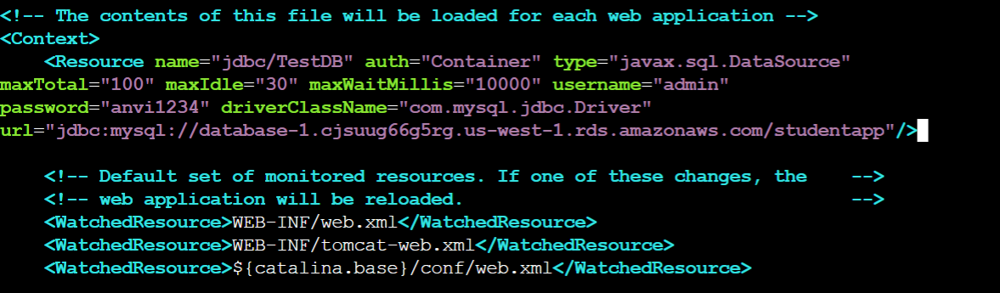 <!-- The contents of this file will be loaded for each web application -->
<Context>
    <Resource name="jdbc/TestDB" auth="Container" type="javax.sql.DataSource"
maxTotal="100" maxIdle="30" maxWaitMillis="10000" username="admin"
password="anvi1234" driverClassName="com.mysql.jdbc.Driver"
url="jdbc:mysql://database-1.cjsuug66g5rg.us-west-1.rds.amazonaws.com/studentapp"/>

    <!-- Default set of monitored resources. If one of these changes, the    -->
    <!-- web application will be reloaded.                                   -->
    <WatchedResource>WEB-INF/web.xml</WatchedResource>
    <WatchedResource>WEB-INF/tomcat-web.xml</WatchedResource>
    <WatchedResource>${catalina.base}/conf/web.xml</WatchedResource>